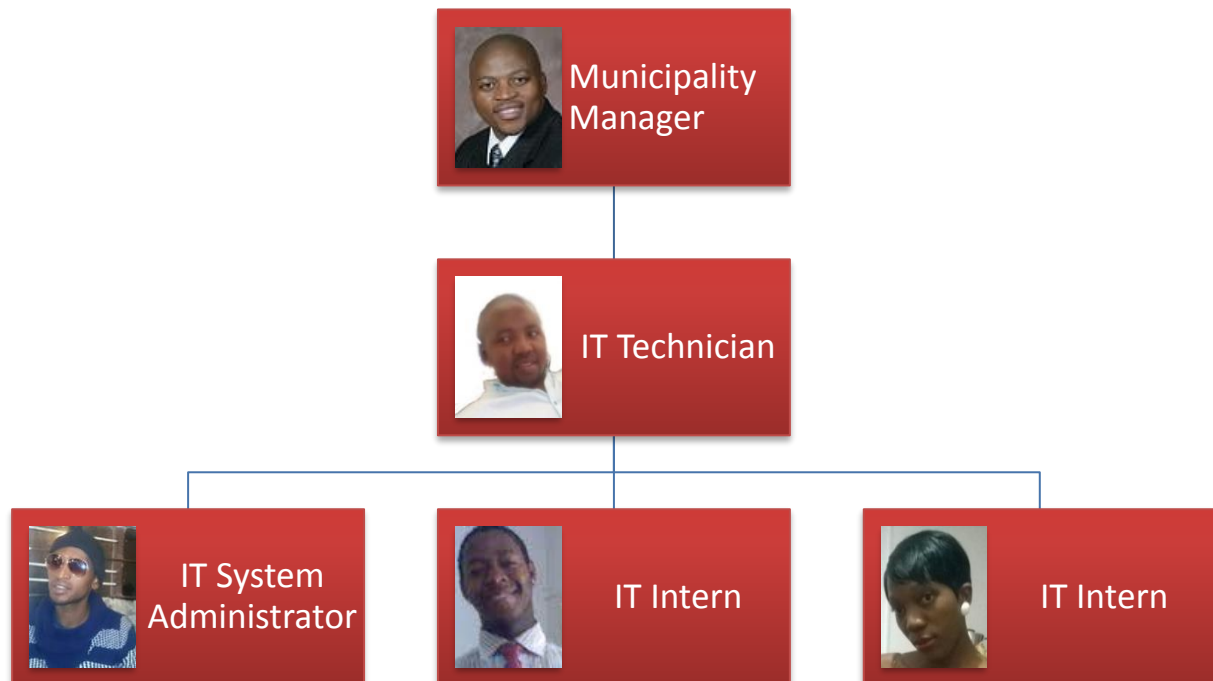 Municipality
Manager
IT Technician
IT System
Administrator
IT Intern
IT Intern